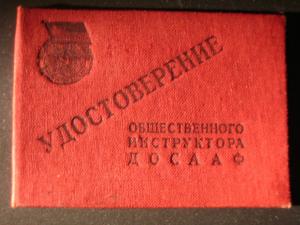 УДОСТОВЕРЕНИЕ
ОБЩЕСТВЕННОГО
ИНСТРУКТОРА
ДОСААФ